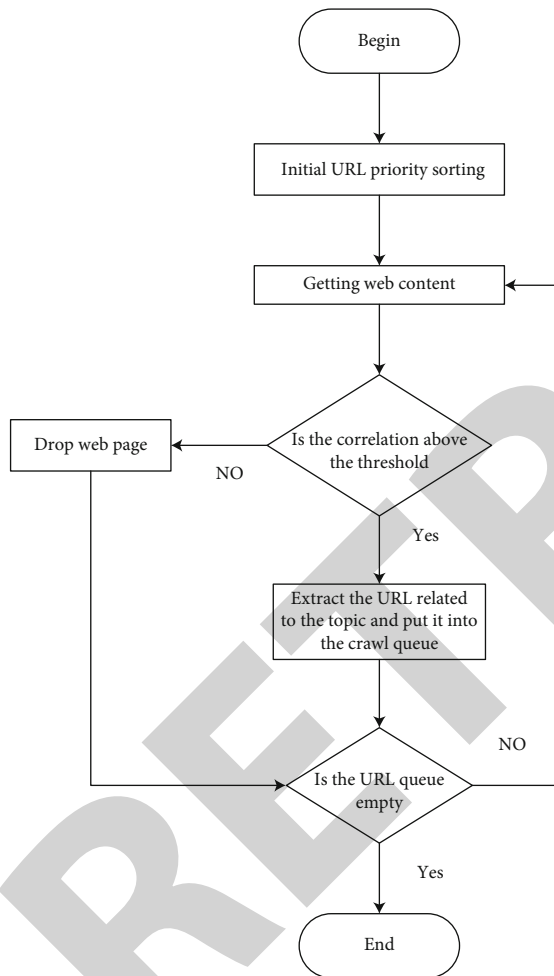 Begin
Initial URL priority sorting
Getting web content
Is the correlation above
the threshold
Drop web page
NO
Yes
Extract the URL related
to the topic and put it into
the crawl queue
NO
Is the URL queue
empty
Yes
End
RETR